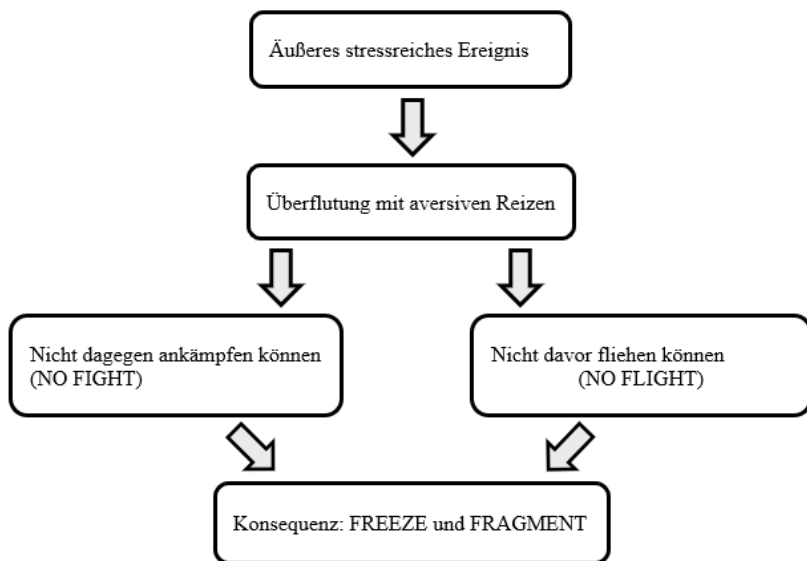 Äußeres stressreiches Ereignis
Überflutung mit aversiven Reizen
Nicht dagegen ankämpfen können
(NO FIGHT)
Nicht davor fliehen können
(NO FLIGHT)
Konsequenz: FREEZE und FRAGMENT